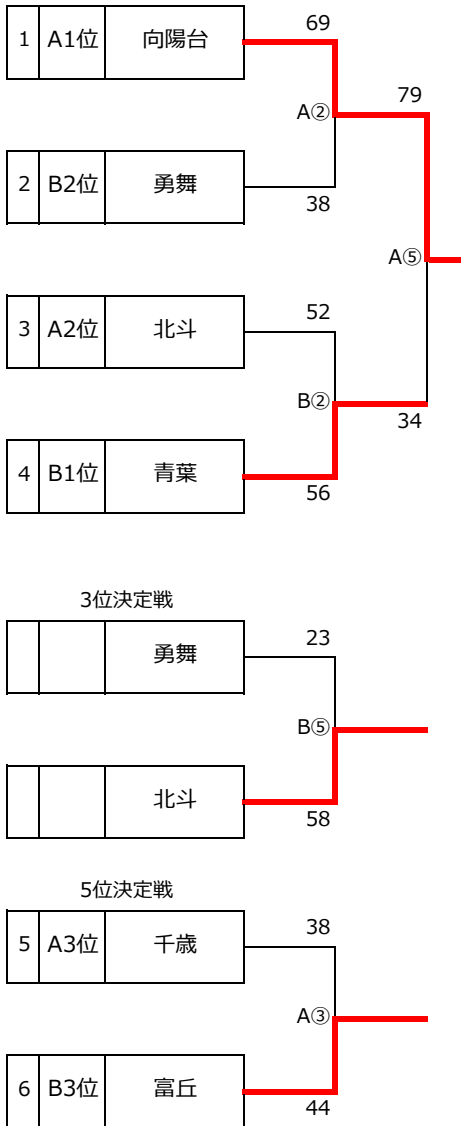 69
1 A1位 向陽台
79
A②
2 B2位 勇舞
38
A⑤
52
3 A2位 北斗
B②
34
4 B1位 青葉
56
3位決定戦
23
勇舞
B⑤
北斗
58
5位決定戦
38
5 A3位 千歳
A③
6 B3位 富丘
44